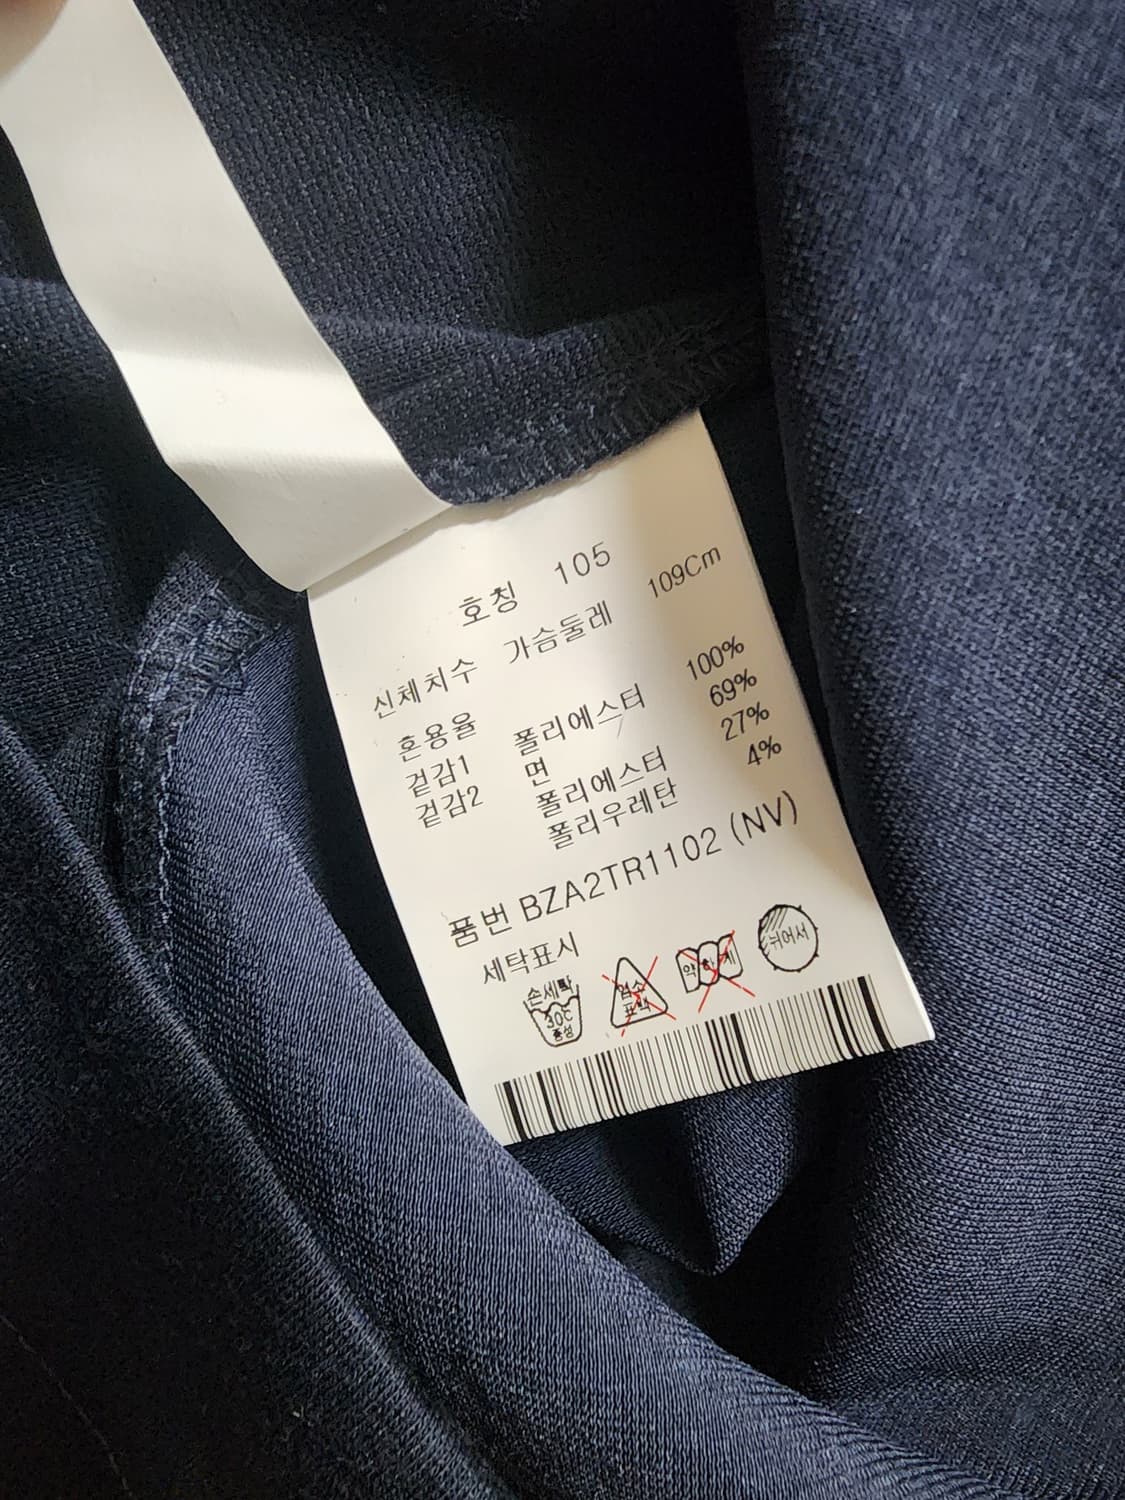 호칭 105
신체치수 가슴둘레 109Cm
혼용율
겉감1 폴리에스터 100%
겉감2 면 69%
폴리에스터 27%
폴리우레탄 4%
품번 BZA2TR1102 (NV)
세탁표시
손세탁 30℃ 중성
염소 표백
약하게
뉘어서